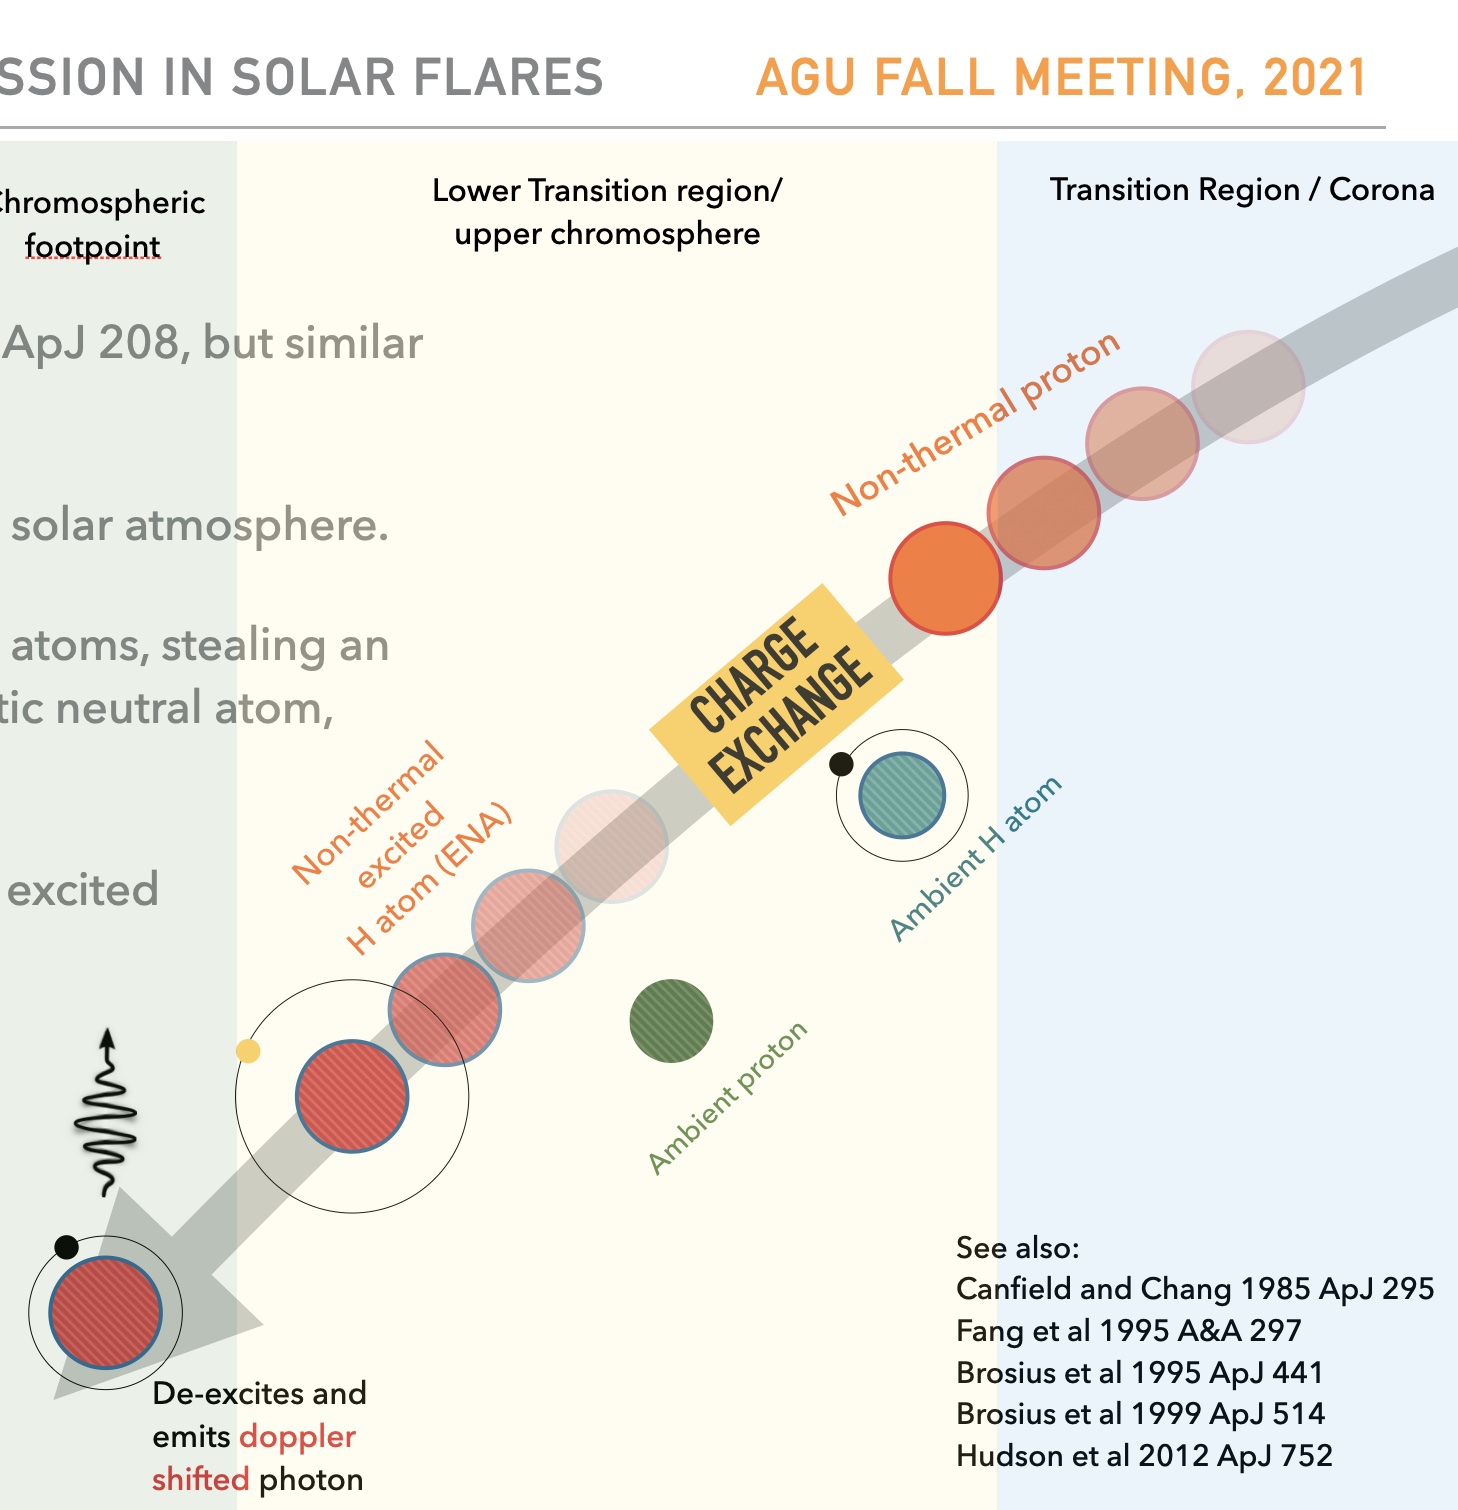 SSION IN SOLAR FLARES
AGU FALL MEETING, 2021
Chromospheric
footpoint
Lower Transition region/
upper chromosphere
Transition Region / Corona
ApJ 208, but similar
solar atmosphere.
atoms, stealing an
tic neutral atom,
excited
Non-thermal proton
CHARGE
EXCHANGE
Ambient H atom
Non-thermal
excited
H atom (ENA)
Ambient proton
De-excites and
emits doppler
shifted photon
See also:
Canfield and Chang 1985 ApJ 295
Fang et al 1995 A&A 297
Brosius et al 1995 ApJ 441
Brosius et al 1999 ApJ 514
Hudson et al 2012 ApJ 752